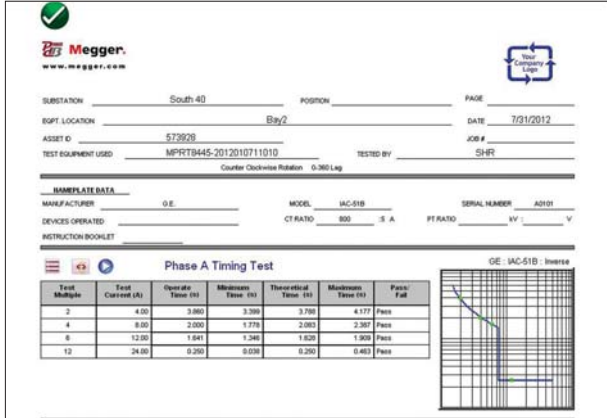 Megger.
www.megger.com
Your Company Logo
SUBSTATION South 40 POSITION PAGE
EQPT. LOCATION Bay2 DATE 7/31/2012
ASSET ID 573928 JOB #
TEST EQUIPMENT USED MPRT8445-2012010711010 TESTED BY SHR
Counter Clockwise Rotation 0-360 Lag
NAMEPLATE DATA
MANUFACTURER G.E. MODEL IAC-51B SERIAL NUMBER A0101
DEVICES OPERATED CT RATIO 800 :5 A PT RATIO kV : V
INSTRUCTION BOOKLET
Phase A Timing Test
GE : IAC-51B : Inverse
Test Multiple Test Current (A) Operate Time (s) Minimum Time (s) Theoretical Time (s) Maximum Time (s) Pass/ Fail
2 4.00 3.860 3.399 3.788 4.177 Pass
4 8.00 2.000 1.778 2.083 2.387 Pass
12.00 1.641 1.346 1.628 1.909 Pass
12 24.00 0.250 0.038 0.250 0.463 Pass